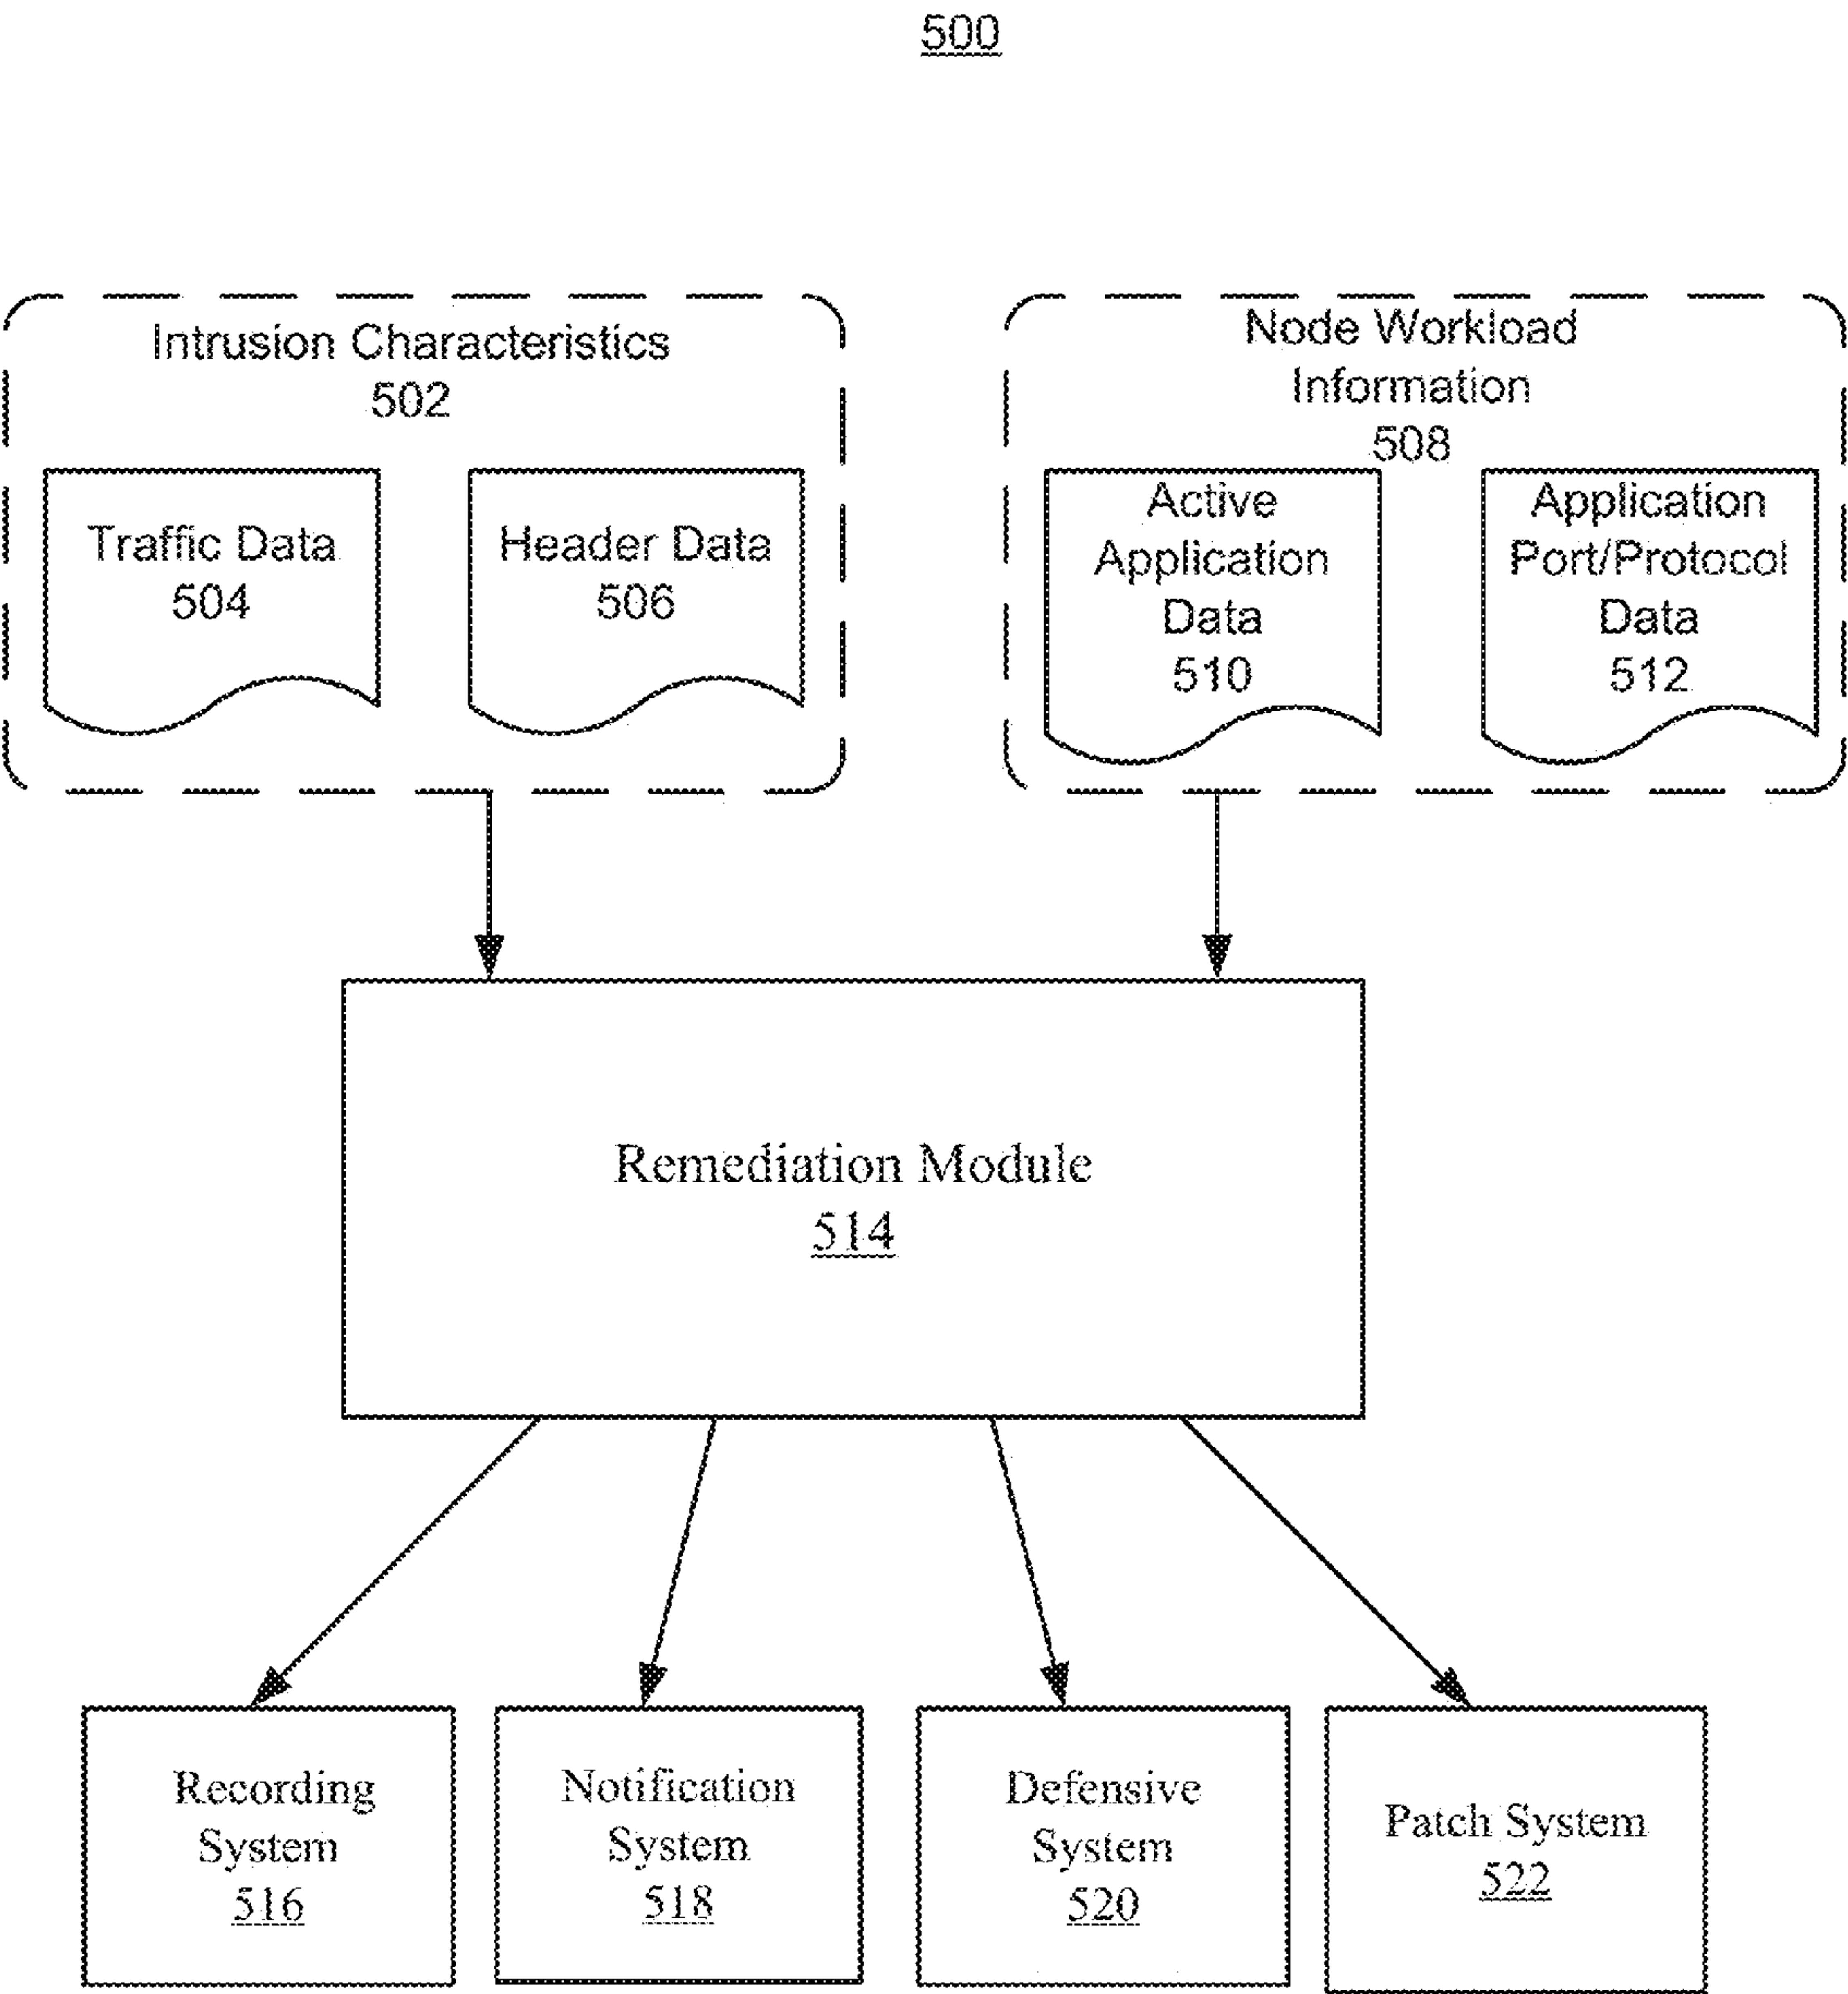 500
Intrusion Characteristics
502
Traffic Data
504
Header Data
506
Node Workload
Information
508
Active
Application
Data
510
Application
Port/Protocol
Data
512
Remediation Module
514
Recording
System
516
Notification
System
518
Defensive
System
520
Patch System
522